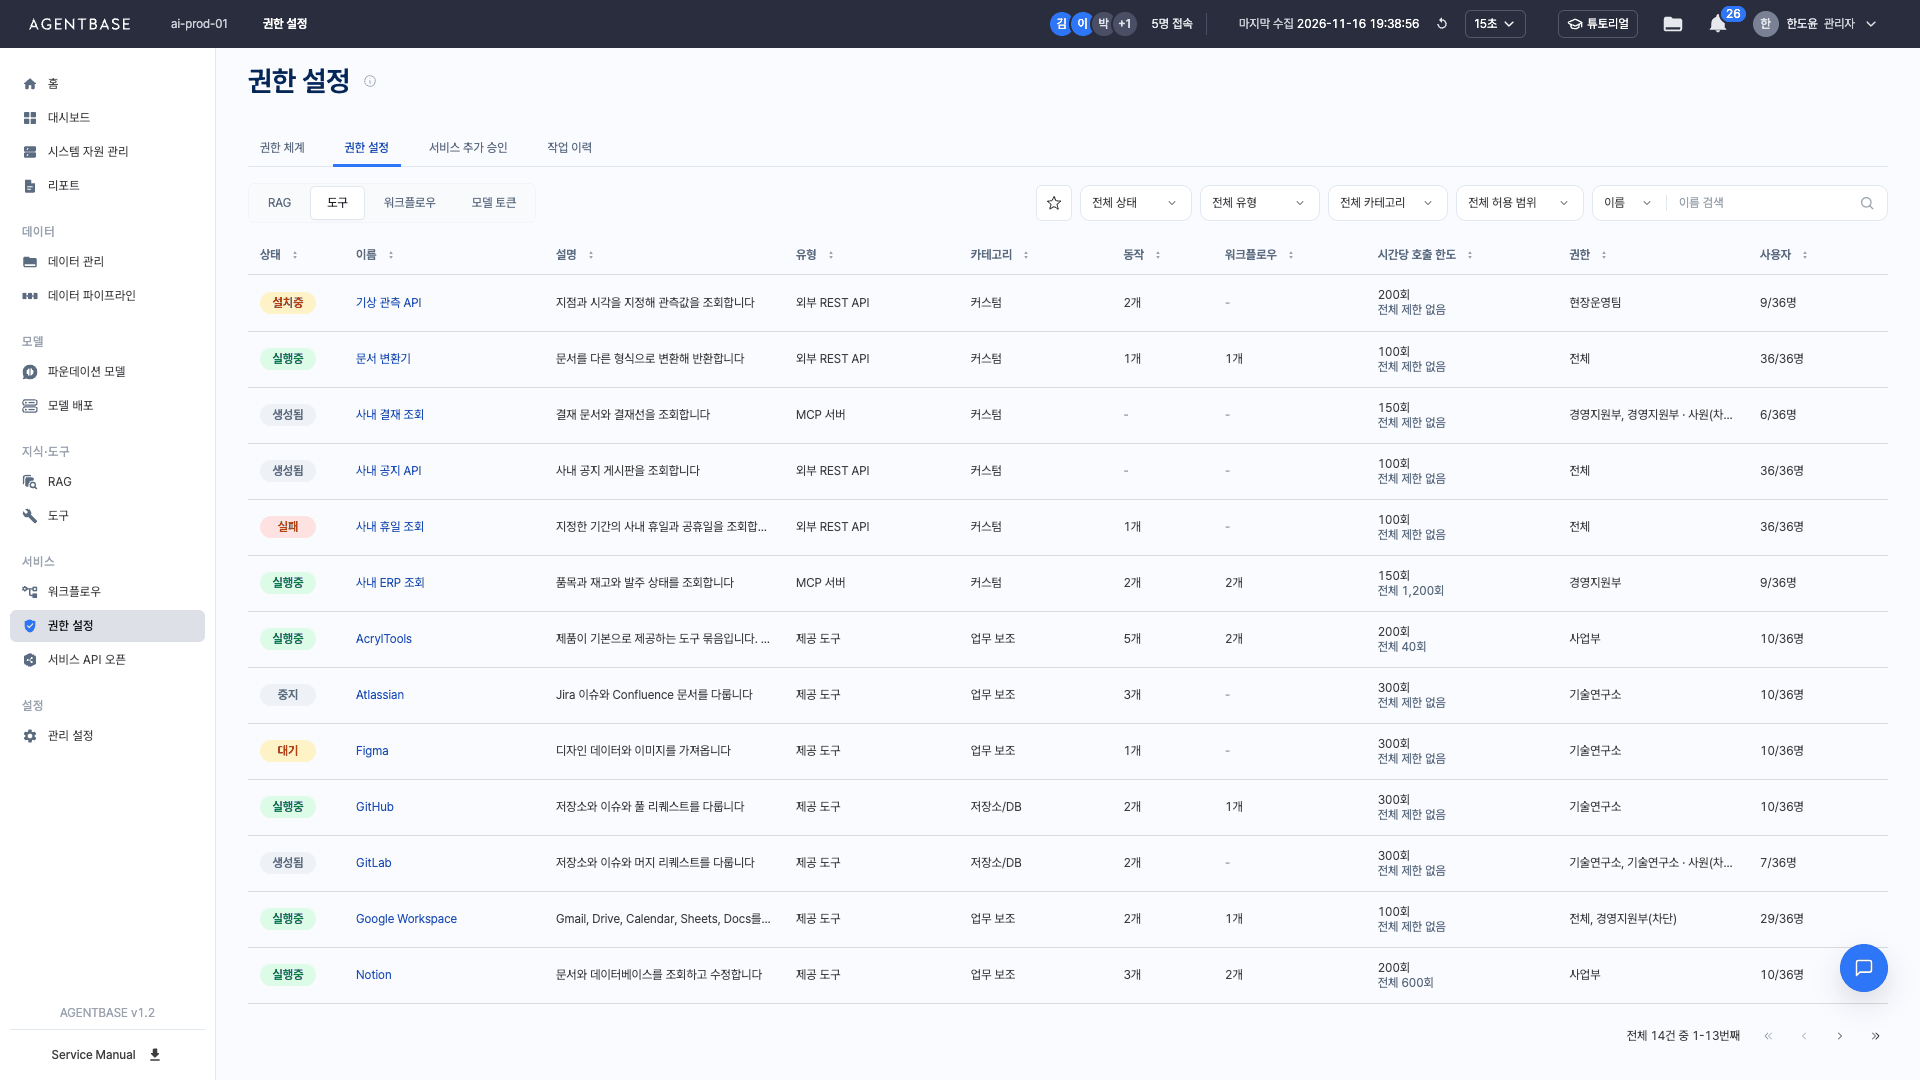 AGENTBASE
ai-prod-01
권한 설정
김 이 박 +1 5명 접속
마지막 수집 2026-11-16 19:38:56
15초
튜토리얼
26
한 한도윤 관리자
홈
대시보드
시스템 자원 관리
리포트
데이터
데이터 관리
데이터 파이프라인
모델
파운데이션 모델
모델 배포
지식·도구
RAG
도구
서비스
워크플로우
권한 설정
서비스 API 오픈
설정
관리 설정
AGENTBASE v1.2
Service Manual
권한 설정
권한 체계 권한 설정 서비스 추가 승인 작업 이력
RAG 도구 워크플로우 모델 토큰
전체 상태 전체 유형 전체 카테고리 전체 허용 범위 이름 이름 검색
상태 이름 설명 유형 카테고리 동작 워크플로우 시간당 호출 한도 권한 사용자
설치중 기상 관측 API 지점과 시각을 지정해 관측값을 조회합니다 외부 REST API 커스텀 2개 - 200회 현장운영팀 9/36명
전체 제한 없음
실행중 문서 변환기 문서를 다른 형식으로 변환해 반환합니다 외부 REST API 커스텀 1개 1개 100회 전체 36/36명
전체 제한 없음
생성됨 사내 결재 조회 결재 문서와 결재선을 조회합니다 MCP 서버 커스텀 - - 150회 경영지원부, 경영지원부 · 사원(차... 6/36명
전체 제한 없음
생성됨 사내 공지 API 사내 공지 게시판을 조회합니다 외부 REST API 커스텀 - - 100회 전체 36/36명
전체 제한 없음
실패 사내 휴일 조회 지정한 기간의 사내 휴일과 공휴일을 조회합... 외부 REST API 커스텀 1개 - 100회 전체 36/36명
전체 제한 없음
실행중 사내 ERP 조회 품목과 재고와 발주 상태를 조회합니다 MCP 서버 커스텀 2개 2개 150회 경영지원부 9/36명
전체 1,200회
실행중 AcrylTools 제품이 기본으로 제공하는 도구 묶음입니다. ... 제공 도구 업무 보조 5개 2개 200회 사업부 10/36명
전체 40회
중지 Atlassian Jira 이슈와 Confluence 문서를 다룹니다 제공 도구 업무 보조 3개 - 300회 기술연구소 10/36명
전체 제한 없음
대기 Figma 디자인 데이터와 이미지를 가져옵니다 제공 도구 업무 보조 1개 - 300회 기술연구소 10/36명
전체 제한 없음
실행중 GitHub 저장소와 이슈와 풀 리퀘스트를 다룹니다 제공 도구 저장소/DB 2개 1개 300회 기술연구소 10/36명
전체 제한 없음
생성됨 GitLab 저장소와 이슈와 머지 리퀘스트를 다룹니다 제공 도구 저장소/DB 2개 - 300회 기술연구소, 기술연구소 · 사원(차... 7/36명
전체 제한 없음
실행중 Google Workspace Gmail, Drive, Calendar, Sheets, Docs를... 제공 도구 업무 보조 2개 1개 100회 전체, 경영지원부(차단) 29/36명
전체 제한 없음
실행중 Notion 문서와 데이터베이스를 조회하고 수정합니다 제공 도구 업무 보조 3개 2개 200회 사업부 10/36명
전체 600회
전체 14건 중 1-13번째